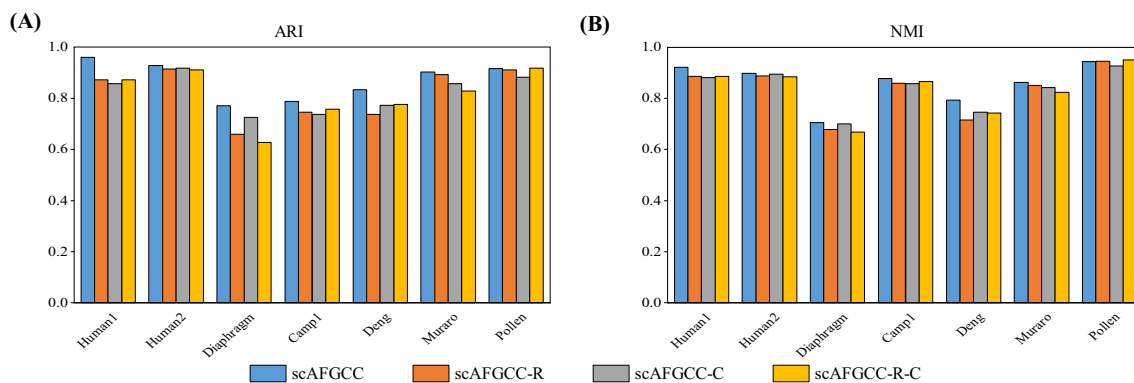 (A)
ARI
1.0
0.8
0.6
0.4
0.2
0.0
Human1
Human2
Diaphragm
Camp1
Deng
Muraro
Pollen
(B)
NMI
1.0
0.8
0.6
0.4
0.2
0.0
Human1
Human2
Diaphragm
Camp1
Deng
Muraro
Pollen
scAFGCC scAFGCC-R scAFGCC-C scAFGCC-R-C